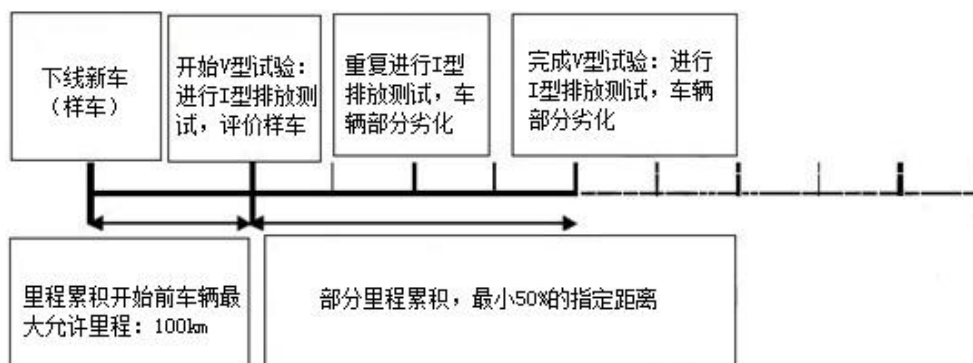 下线新车
（样车）
开始V型试验：
进行I型排放测
试，评价样车
重复进行I型
排放测试，车
辆部分劣化
完成V型试验：进行
I型排放测试，车辆
部分劣化
里程累积开始前车辆最
大允许里程：100km
部分里程累积，最小50%的指定距离